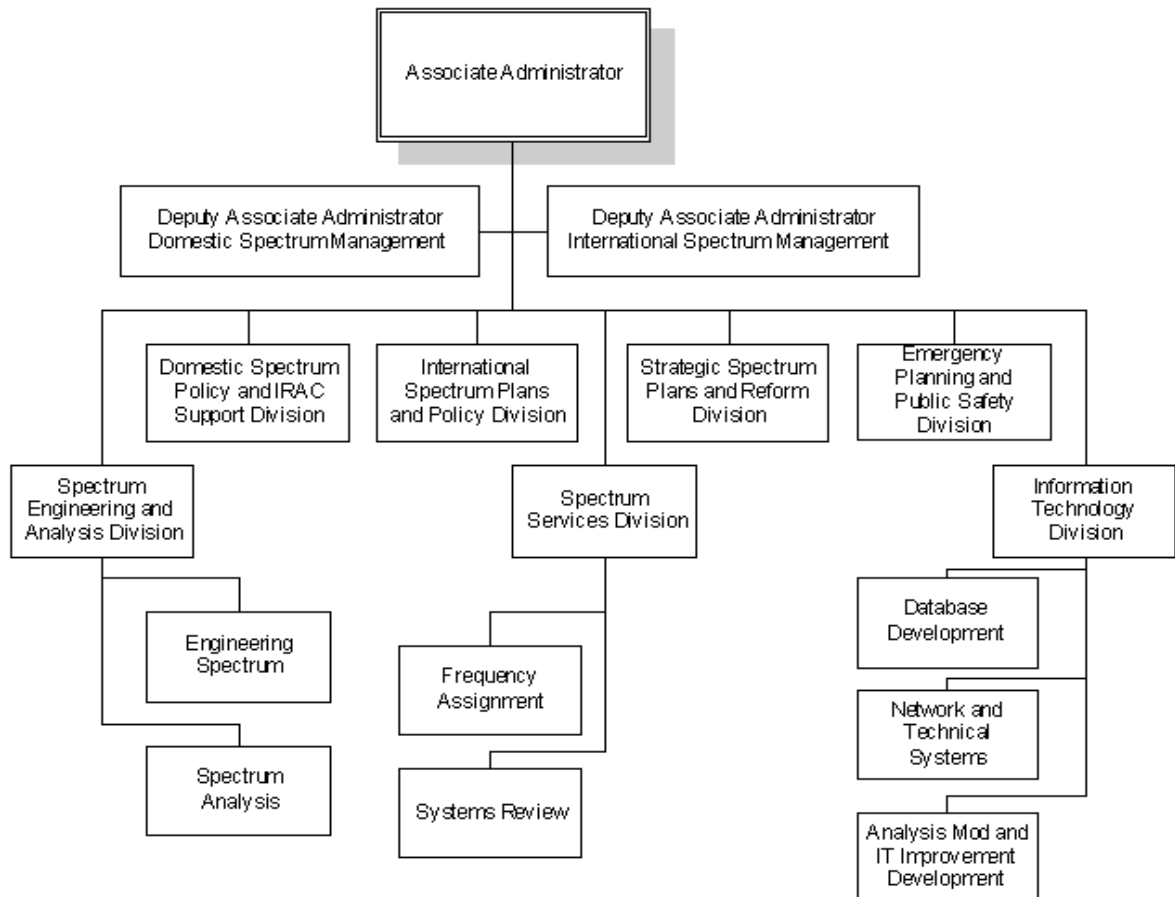 Associate Administrator
Deputy Associate Administrator
Domestic Spectrum Management
Deputy Associate Administrator
International Spectrum Management
Domestic Spectrum
Policy and IRAC
Support Division
International
Spectrum Plans
and Policy Division
Strategic Spectrum
Plans and Reform
Division
Emergency
Planning and
Public Safety
Division
Spectrum
Engineering and
Analysis Division
Spectrum
Services Division
Information
Technology
Division
Engineering
Spectrum
Spectrum
Analysis
Frequency
Assignment
Systems Review
Database
Development
Network and
Technical
Systems
Analysis Mod and
IT Improvement
Development